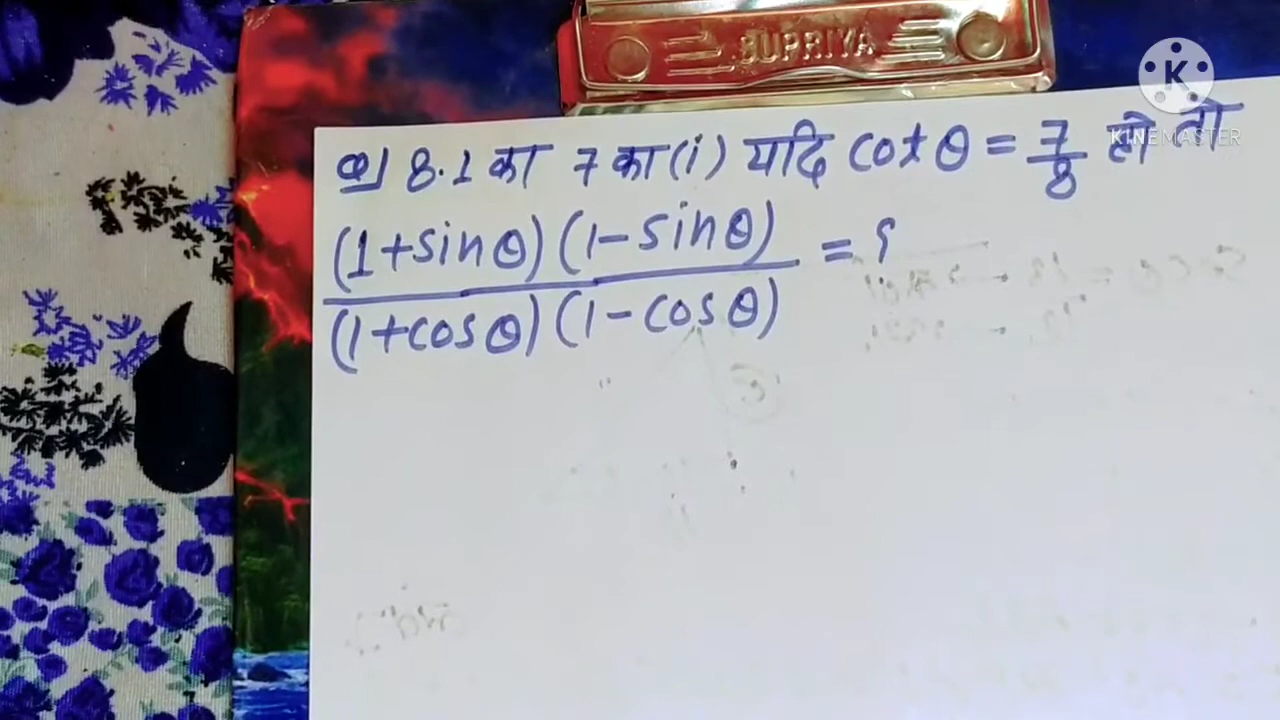 SUPRIYA
K
KINEMASTER
प्र॰ 8.1 का 7 का (i) यदि cot θ = 7/8 हो तो
(1+sinθ) (1-sinθ) = ?
(1+cosθ) (1-cosθ)